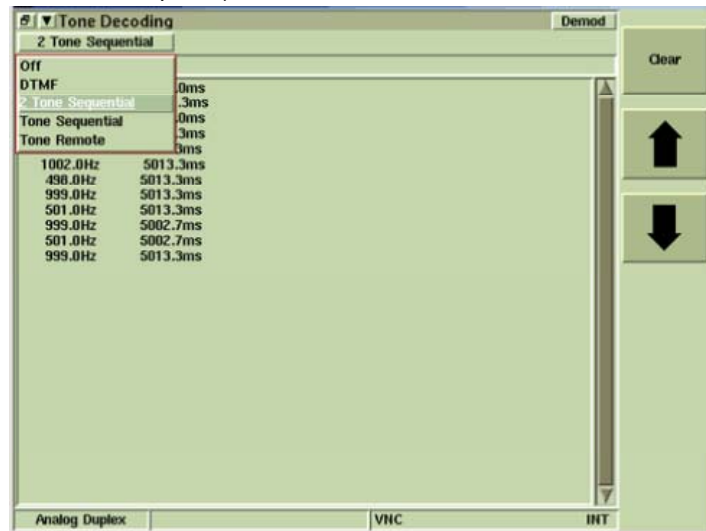 Tone Decoding Demod
2 Tone Sequential
Clear
Off
DTMF .0ms
2 Tone Sequential .3ms
Tone Sequential .0ms
Tone Remote .3ms
.3ms
1002.0Hz 5013.3ms
498.0Hz 5013.3ms
999.0Hz 5013.3ms
501.0Hz 5013.3ms
999.0Hz 5002.7ms
501.0Hz 5002.7ms
999.0Hz 5013.3ms
Analog Duplex VNC INT